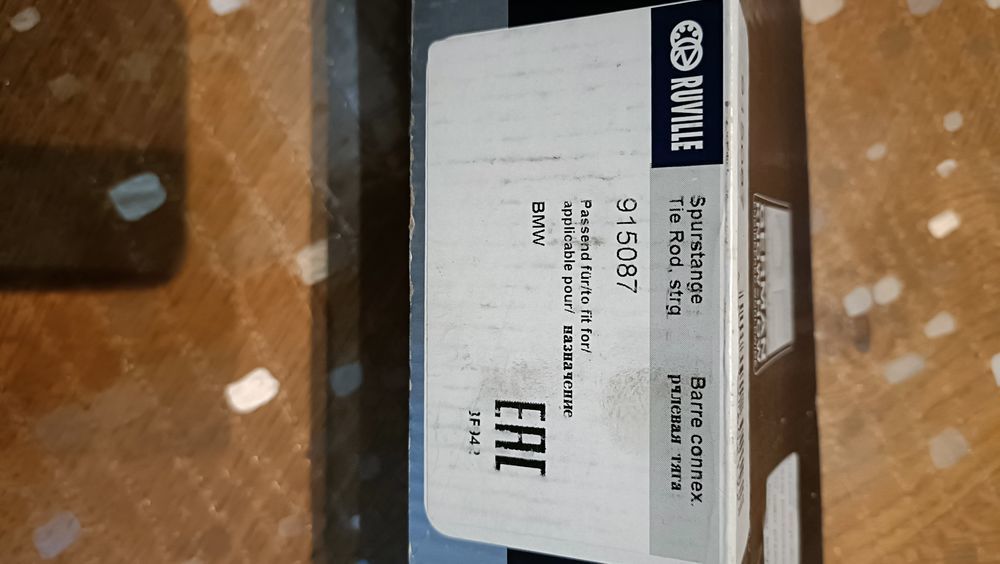 RUVILLE
Spurstange
Barre connex.
Tie Rod, strg
рулевая тяга
915087
Passend für/to fit for/
applicable pour/ назначение
BMW
EAC